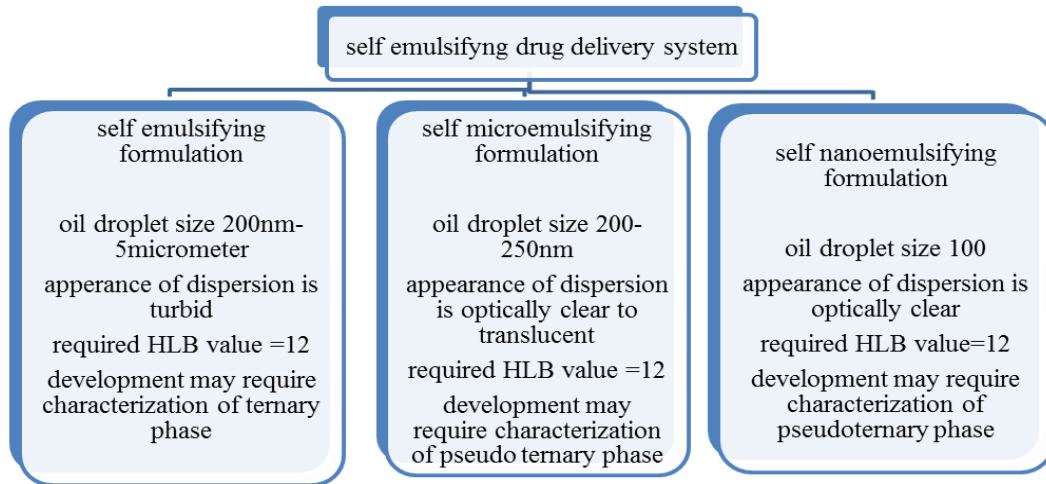 self emulsifyng drug delivery system
self emulsifying
formulation
oil droplet size 200nm-
5micrometer
apperance of dispersion is
turbid
required HLB value =12
development may require
characterization of ternary
phase
self microemulsifying
formulation
oil droplet size 200-
250nm
appearance of dispersion
is optically clear to
translucent
required HLB value =12
development may
require characterization
of pseudo ternary phase
self nanoemulsifying
formulation
oil droplet size 100
appearance of dispersion is
optically clear
required HLB value=12
development may require
characterization of
pseudoternary phase